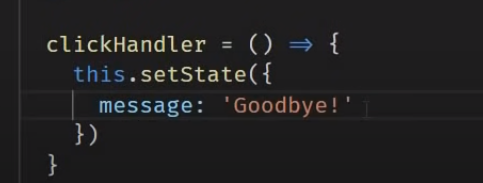 clickHandler = () => {
  this.setState({
    message: 'Goodbye!'
  })
}